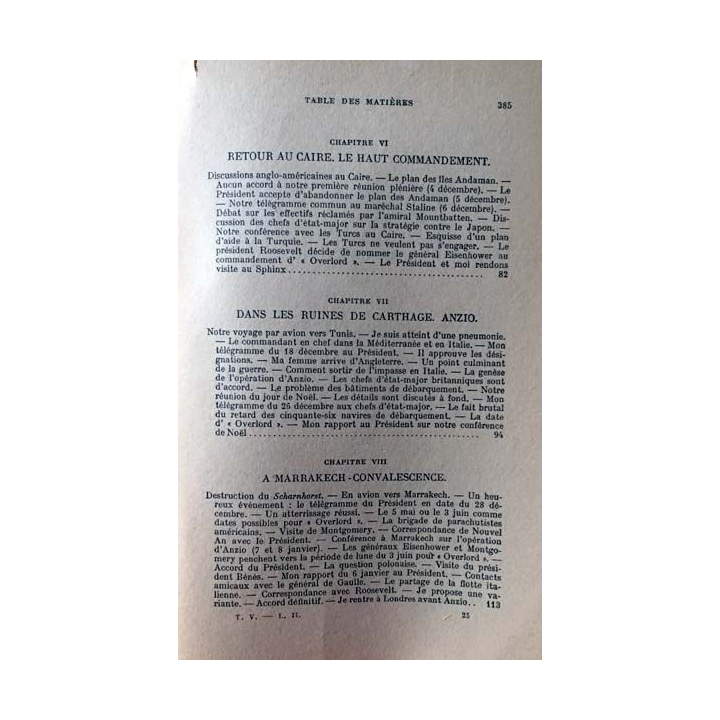 TABLE DES MATIÈRES 385
CHAPITRE VI
RETOUR AU CAIRE. LE HAUT COMMANDEMENT.
Discussions anglo-américaines au Caire. — Le plan des îles Andaman. —
Aucun accord à notre première réunion plénière (4 décembre). — Le
Président accepte d'abandonner le plan des Andaman (5 décembre).
— Notre télégramme commun au maréchal Staline (6 décembre). —
Débat sur les effectifs réclamés par l'amiral Mountbatten. — Dis-
cussion des chefs d'état-major sur la stratégie contre le Japon. —
Notre conférence avec les Turcs au Caire. — Esquisse d'un plan
d'aide à la Turquie. — Les Turcs ne veulent pas s'engager. — Le
président Roosevelt décide de nommer le général Eisenhower au
commandement d' « Overlord ». — Le Président et moi rendons
visite au Sphinx ........................................ 82
CHAPITRE VII
DANS LES RUINES DE CARTHAGE. ANZIO.
Notre voyage par avion vers Tunis. — Je suis atteint d'une pneumonie.
— Le commandant en chef dans la Méditerranée et en Italie. — Mon
télégramme du 18 décembre au Président. — Il approuve les dési-
gnations. — Ma femme arrive d'Angleterre. — Un point culminant
de la guerre. — Comment sortir de l'impasse en Italie. — La genèse
de l'opération d'Anzio. — Les chefs d'état-major britanniques sont
d'accord. — Le problème des bâtiments de débarquement. — Notre
réunion du jour de Noël. — Les détails sont discutés à fond. — Mon
télégramme du 26 décembre aux chefs d'état-major. — Le fait brutal
du retard des cinquante-six navires de débarquement. — La date
d' « Overlord ». — Mon rapport au Président sur notre conférence
de Noël ................................................ 94
CHAPITRE VIII
A MARRAKECH - CONVALESCENCE.
Destruction du Scharnhorst. — En avion vers Marrakech. — Un heu-
reux événement : le télégramme du Président en date du 28 dé-
cembre. — Un atterrissage réussi. — Le 5 mai ou le 3 juin comme
dates possibles pour « Overlord ». — La brigade de parachutistes
américains. — Visite de Montgomery. — Correspondance de Nouvel
An avec le Président. — Conférence à Marrakech sur l'opération
d'Anzio (7 et 8 janvier). — Les généraux Eisenhower et Montgo-
mery penchent vers la période de lune du 3 juin pour « Overlord ». —
Accord du Président. — La question polonaise. — Visite du prési-
dent Bénès. — Mon rapport du 6 janvier au Président. — Contacts
amicaux avec le général de Gaulle. — Le partage de la flotte ita-
lienne. — Correspondance avec Roosevelt. — Je propose une va-
riante. — Accord définitif. — Je rentre à Londres avant Anzio.. 113
T. V. — L. II. 25